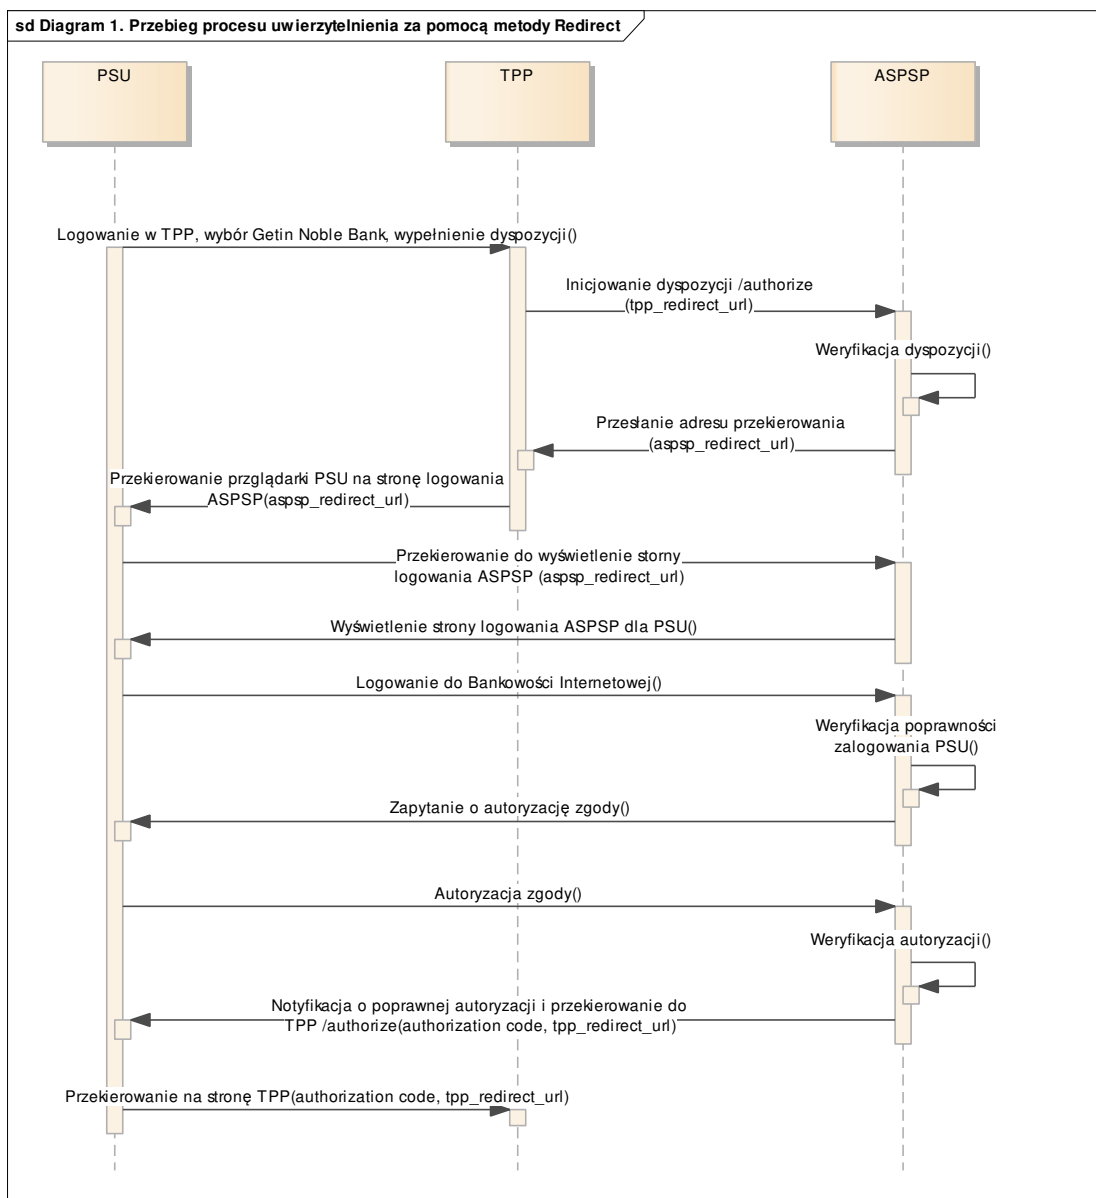 sd Diagram 1. Przebieg procesu uwierzytelnienia za pomocą metody Redirect
PSU
TPP
ASPSP
Logowanie w TPP, wybór Getin Noble Bank, wypełnienie dyspozycji()
Inicjowanie dyspozycji /authorize
(tpp_redirect_url)
Weryfikacja dyspozycji()
Przesłanie adresu przekierowania
(aspsp_redirect_url)
Przekierowanie przglądarki PSU na stronę logowania
ASPSP(aspsp_redirect_url)
Przekierowanie do wyświetlenie storny
logowania ASPSP (aspsp_redirect_url)
Wyświetlenie strony logowania ASPSP dla PSU()
Logowanie do Bankowości Internetowej()
Weryfikacja poprawności
zalogowania PSU()
Zapytanie o autoryzację zgody()
Autoryzacja zgody()
Weryfikacja autoryzacji()
Notyfikacja o poprawnej autoryzacji i przekierowanie do
TPP /authorize(authorization code, tpp_redirect_url)
Przekierowanie na stronę TPP(authorization code, tpp_redirect_url)